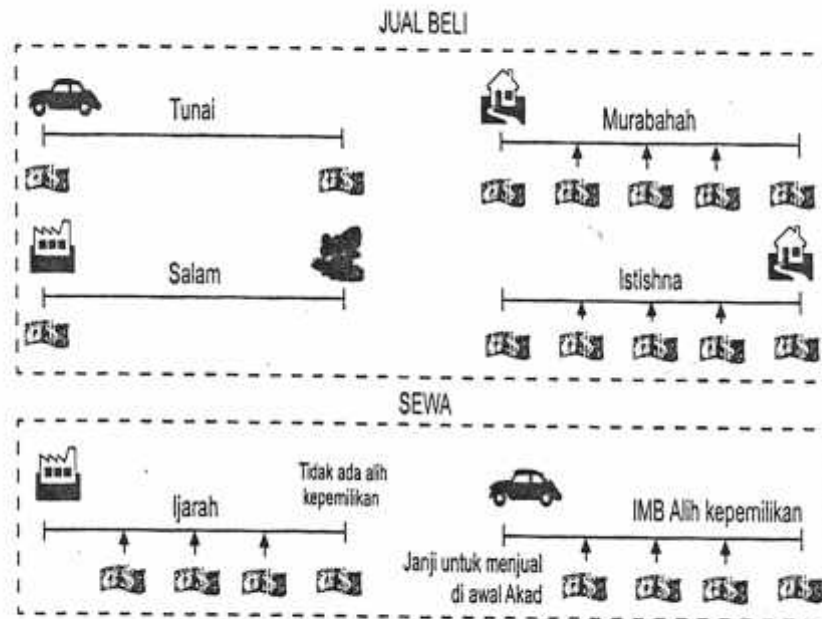 JUAL BELI
Tunai
Murabahah
Salam
Istishna
SEWA
Ijarah
Tidak ada alih
kepemilikan
IMB Alih kepemilikan
Janji untuk menjual
di awal Akad